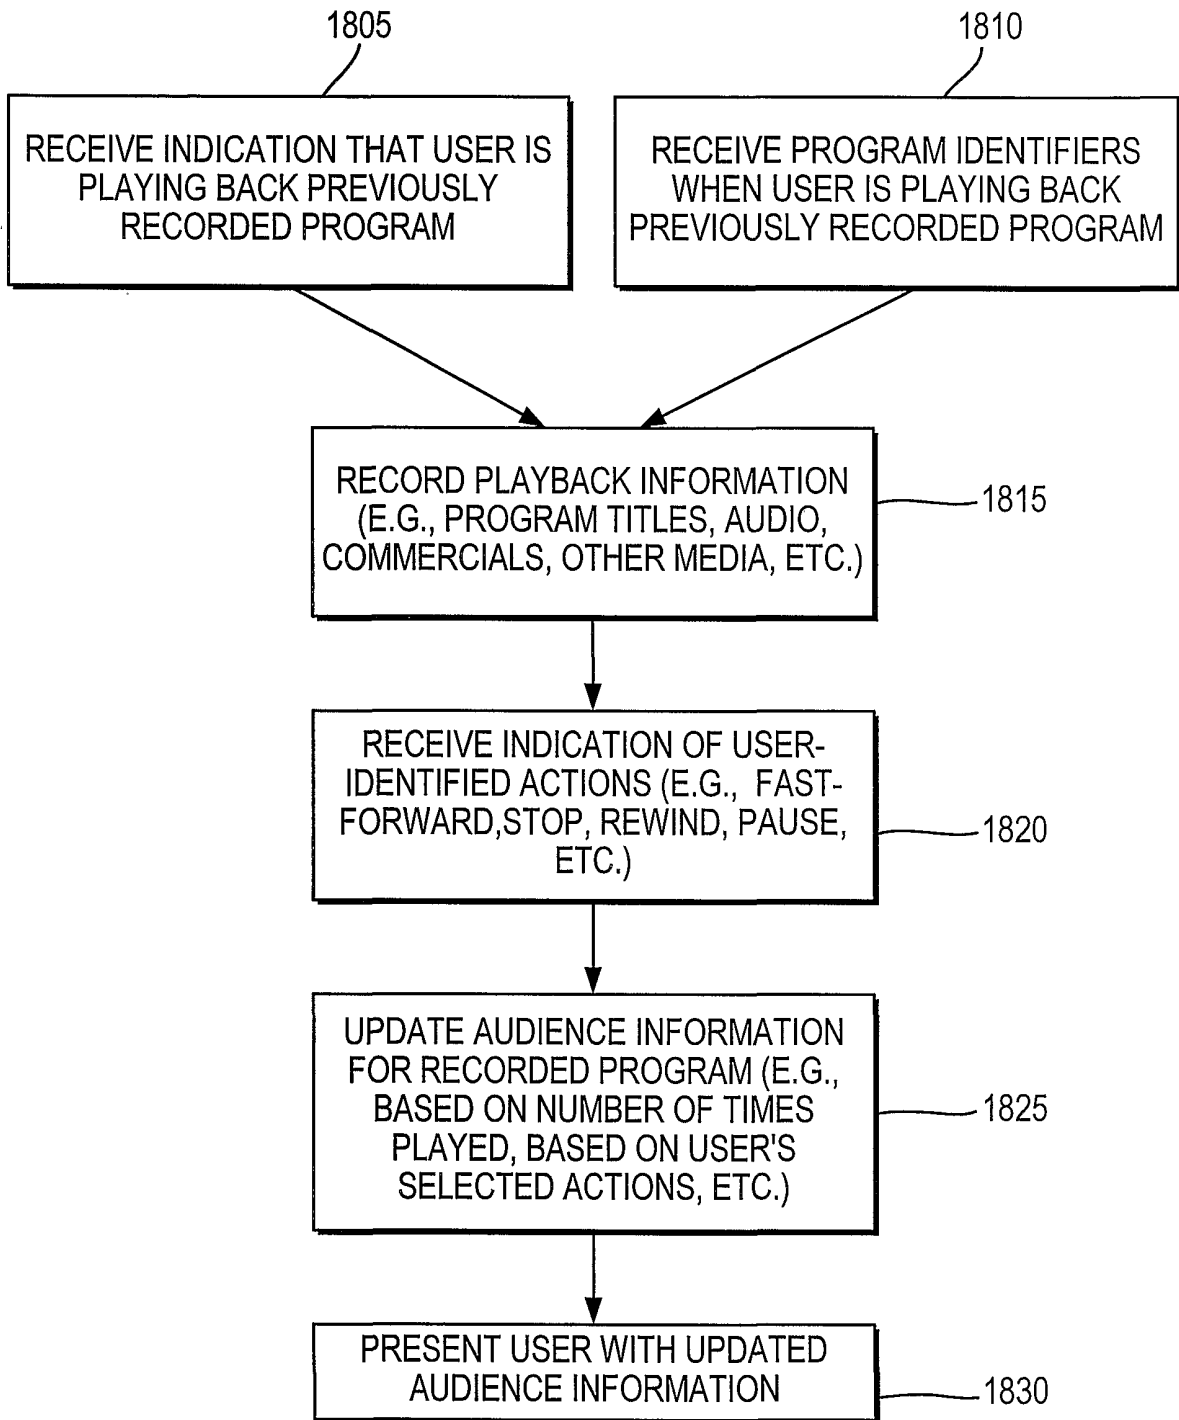 1805
1810
RECEIVE INDICATION THAT USER IS
PLAYING BACK PREVIOUSLY
RECORDED PROGRAM
RECEIVE PROGRAM IDENTIFIERS
WHEN USER IS PLAYING BACK
PREVIOUSLY RECORDED PROGRAM
RECORD PLAYBACK INFORMATION
(E.G., PROGRAM TITLES, AUDIO,
COMMERCIALS, OTHER MEDIA, ETC.)
1815
RECEIVE INDICATION OF USER-
IDENTIFIED ACTIONS (E.G., FAST-
FORWARD,STOP, REWIND, PAUSE,
ETC.)
1820
UPDATE AUDIENCE INFORMATION
FOR RECORDED PROGRAM (E.G.,
BASED ON NUMBER OF TIMES
PLAYED, BASED ON USER'S
SELECTED ACTIONS, ETC.)
1825
PRESENT USER WITH UPDATED
AUDIENCE INFORMATION
1830